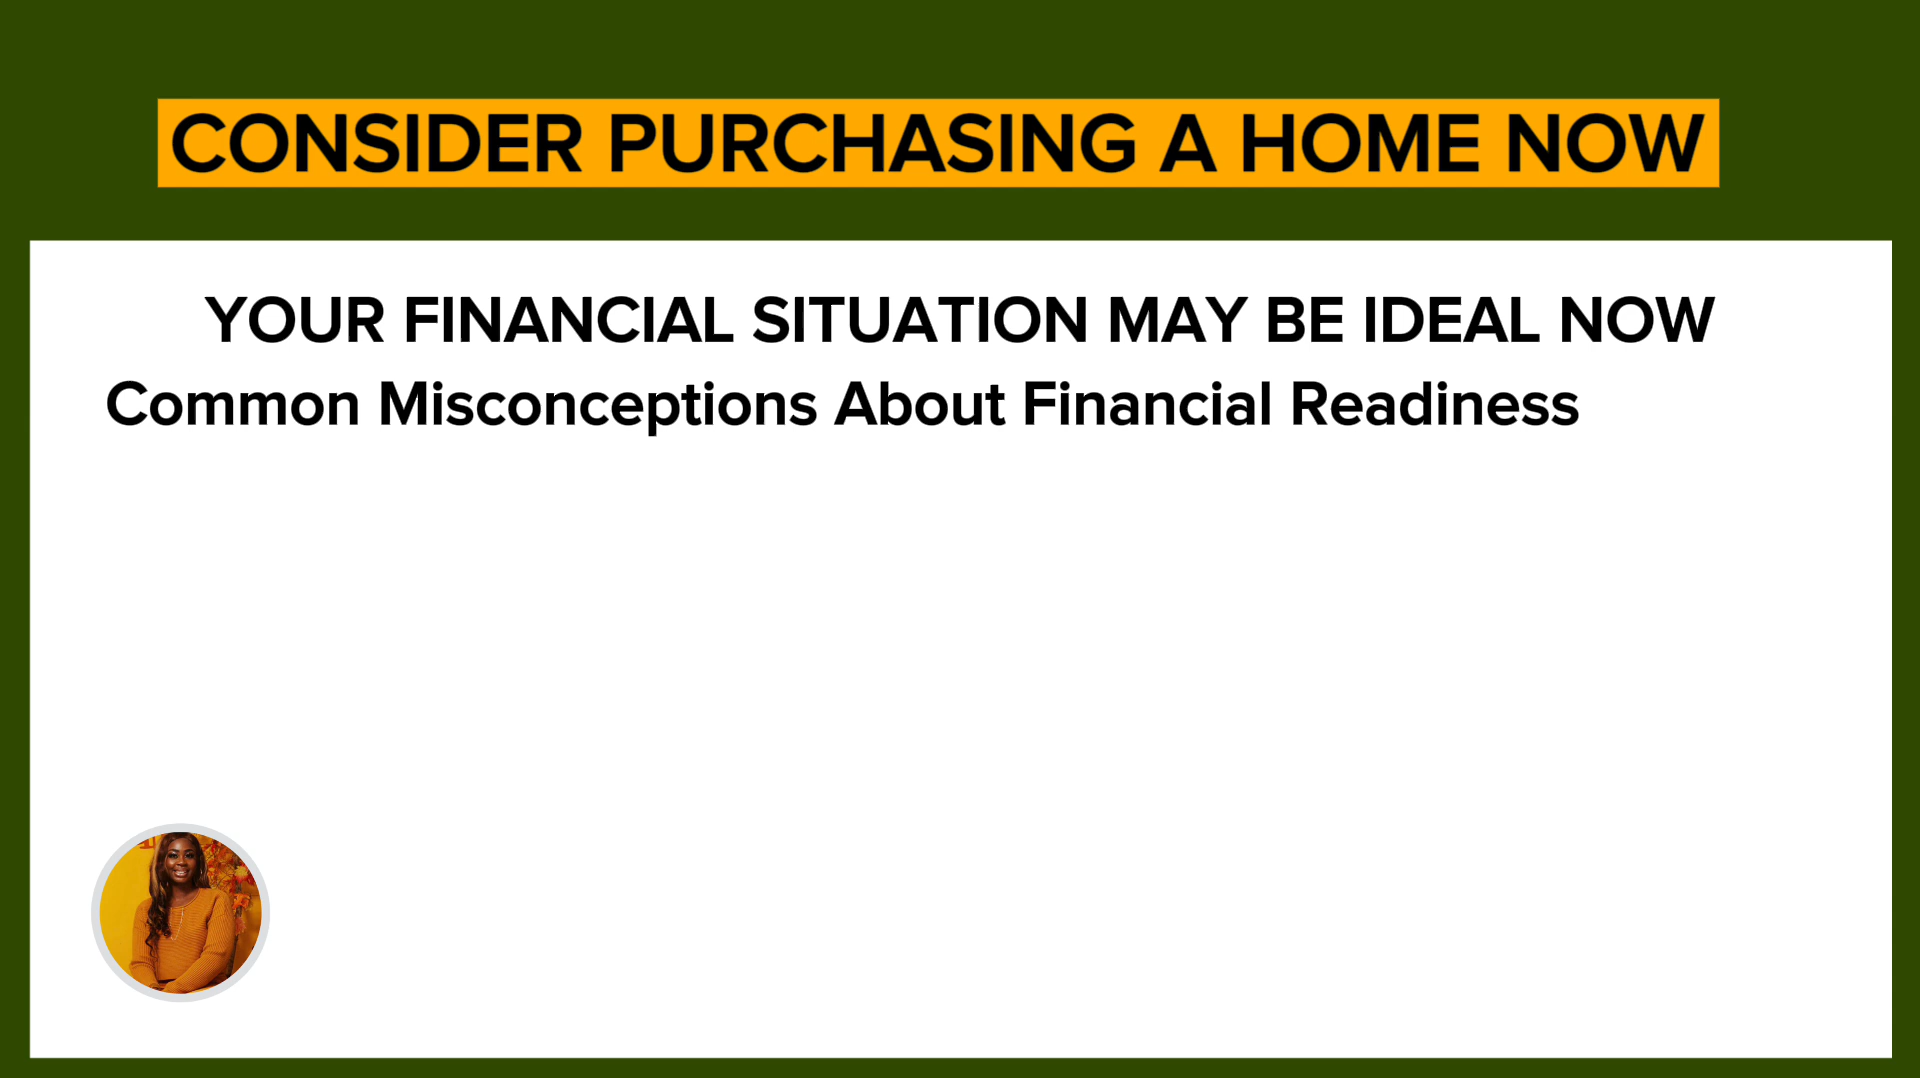 CONSIDER PURCHASING A HOME NOW
YOUR FINANCIAL SITUATION MAY BE IDEAL NOW
Common Misconceptions About Financial Readiness